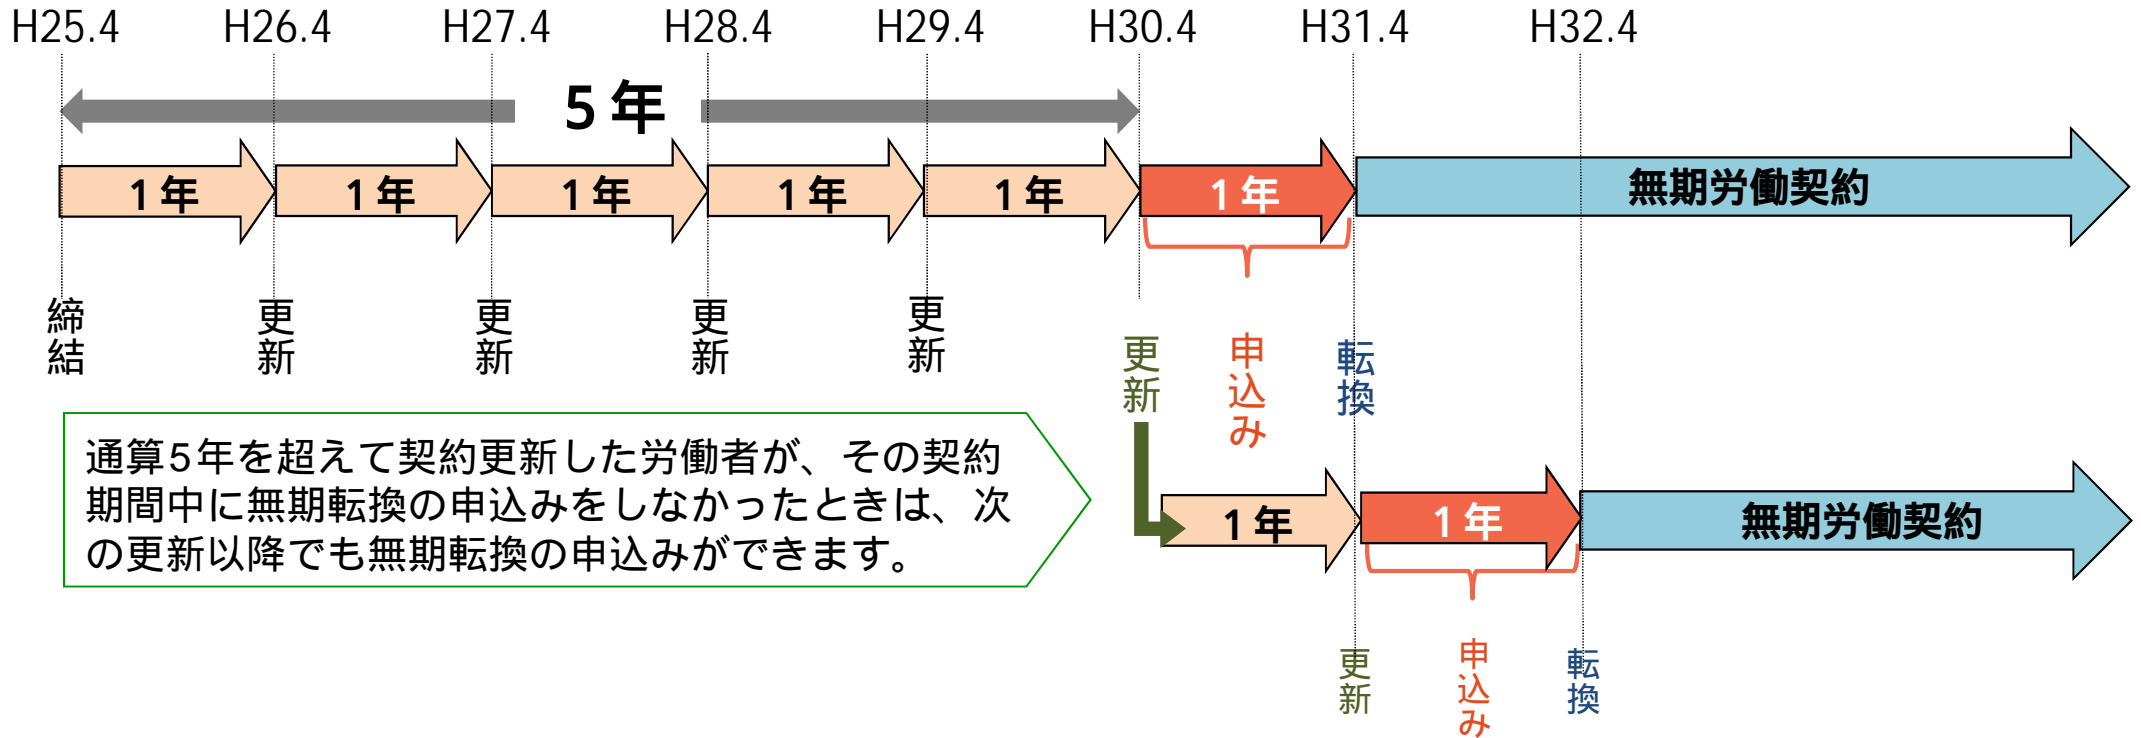 H25.4 H26.4 H27.4 H28.4 H29.4 H30.4 H31.4 H32.4
5年
1年 1年 1年 1年 1年 1年 無期労働契約
締結 更新 更新 更新 更新 更新 申込み 転換
通算5年を超えて契約更新した労働者が、その契約
期間中に無期転換の申込みをしなかったときは、次
の更新以降でも無期転換の申込みができます。
1年 1年 無期労働契約
更新 申込み 転換